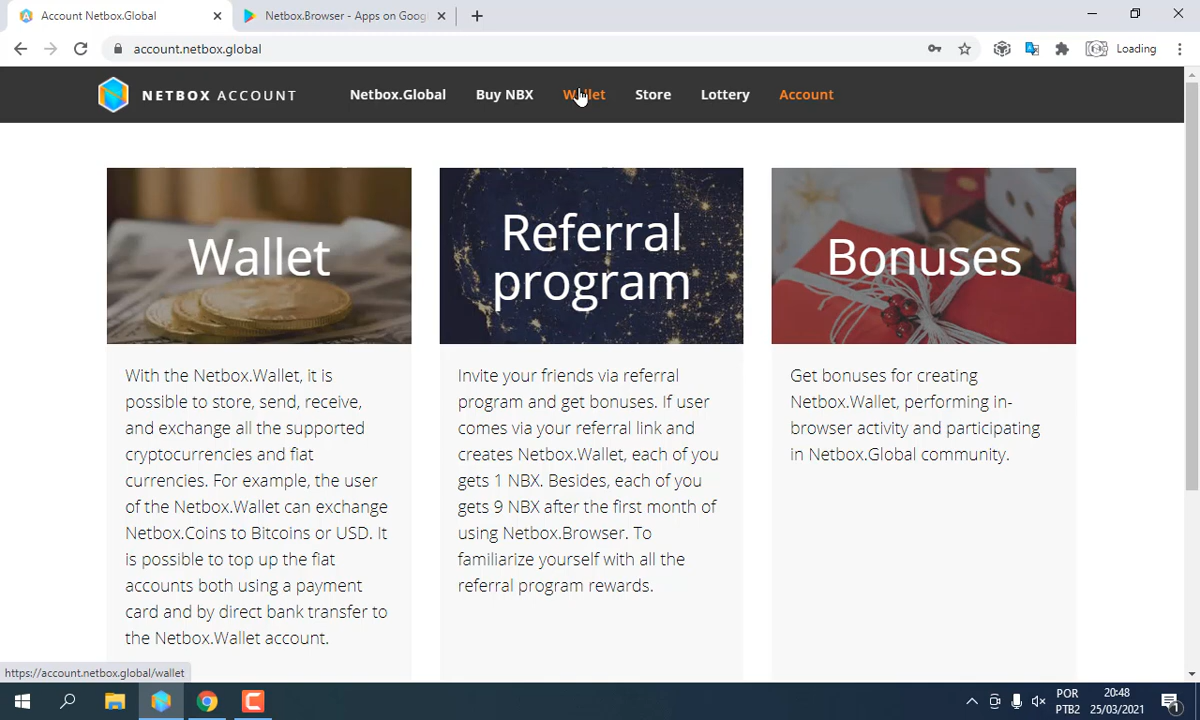 Account Netbox.Global
Netbox.Browser - Apps on Goog
account.netbox.global
Loading
NETBOX ACCOUNT
Netbox.Global
Buy NBX
Wallet
Store
Lottery
Account
Wallet
With the Netbox.Wallet, it is
possible to store, send, receive,
and exchange all the supported
cryptocurrencies and fiat
currencies. For example, the user
of the Netbox.Wallet can exchange
Netbox.Coins to Bitcoins or USD. It
is possible to top up the fiat
accounts both using a payment
card and by direct bank transfer to
the Netbox.Wallet account.
Referral
program
Invite your friends via referral
program and get bonuses. If user
comes via your referral link and
creates Netbox.Wallet, each of you
gets 1 NBX. Besides, each of you
gets 9 NBX after the first month of
using Netbox.Browser. To
familiarize yourself with all the
referral program rewards.
Bonuses
Get bonuses for creating
Netbox.Wallet, performing in-
browser activity and participating
in Netbox.Global community.
https://account.netbox.global/wallet
POR
PTB2
20:48
25/03/2021
1